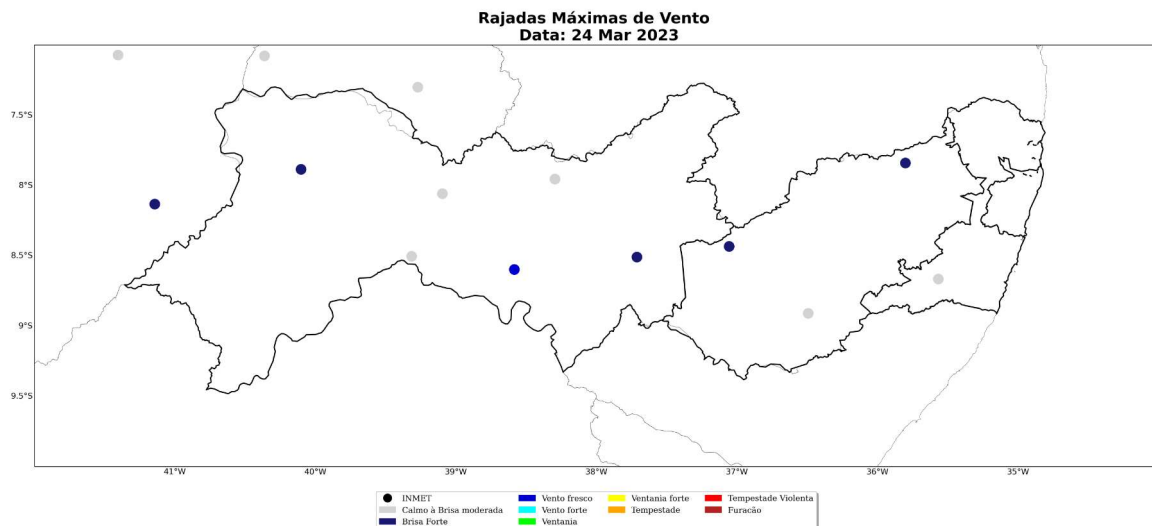 Rajadas Máximas de Vento
Data: 24 Mar 2023
7.5°S
8°S
8.5°S
9°S
9.5°S
41°W 40°W 39°W 38°W 37°W 36°W 35°W
INMET Vento fresco Ventania forte Tempestade Violenta
Calmo à Brisa moderada Vento forte Tempestade Furacão
Brisa Forte Ventania